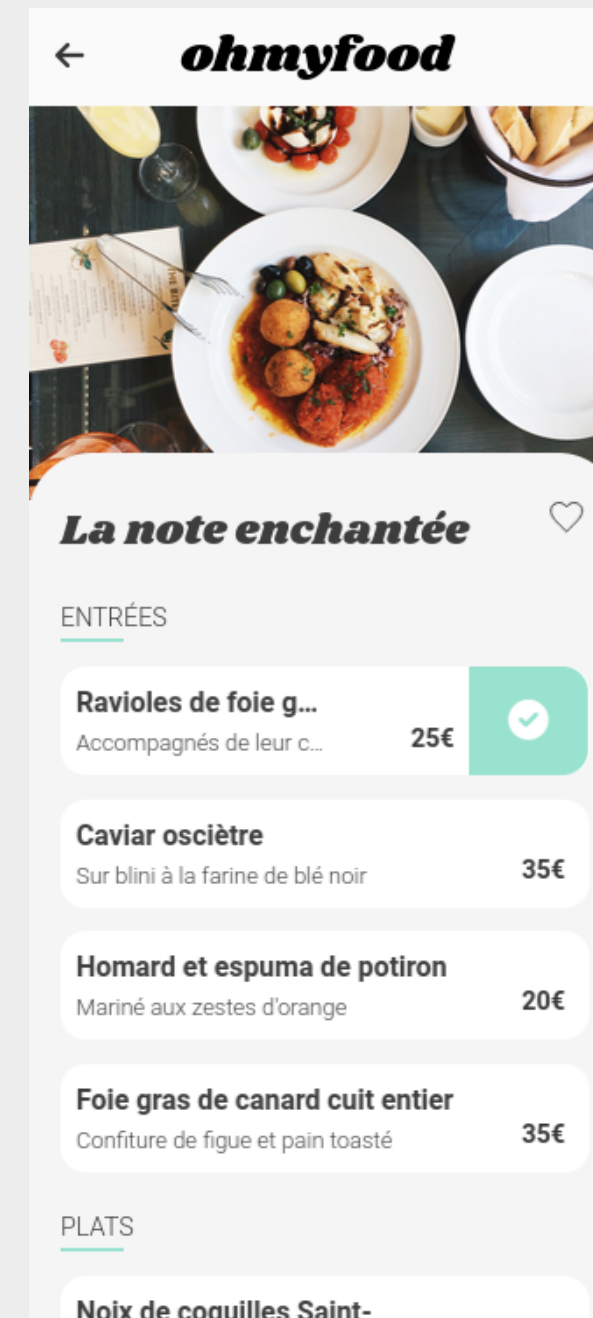 ohmyfood
La note enchantée
ENTRÉES
Ravioles de foie g...
Accompagnés de leur c...
25€
Caviar osciètre
Sur blini à la farine de blé noir
35€
Homard et espuma de potiron
Mariné aux zestes d'orange
20€
Foie gras de canard cuit entier
Confiture de figue et pain toasté
35€
PLATS
Noix de coquilles Saint-